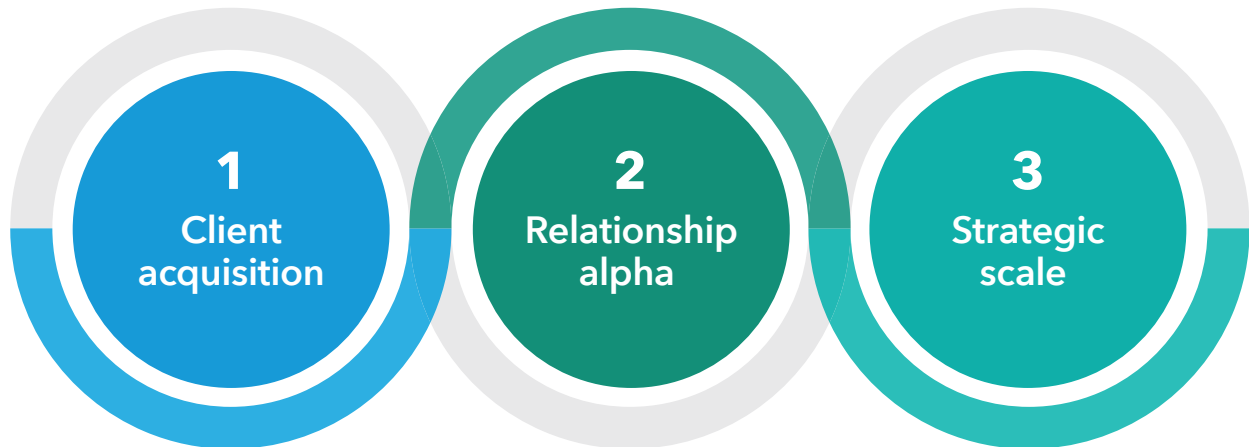 1
Client
acquisition
2
Relationship
alpha
3
Strategic
scale